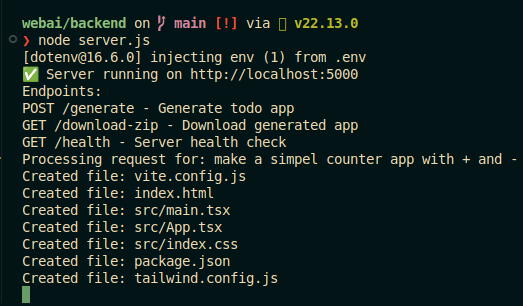 webai/backend on main [!] via v22.13.0
❯ node server.js
[dotenv@16.6.0] injecting env (1) from .env
✅ Server running on http://localhost:5000
Endpoints:
POST /generate - Generate todo app
GET /download-zip - Download generated app
GET /health - Server health check
Processing request for: make a simpel counter app with + and -
Created file: vite.config.js
Created file: index.html
Created file: src/main.tsx
Created file: src/App.tsx
Created file: src/index.css
Created file: package.json
Created file: tailwind.config.js